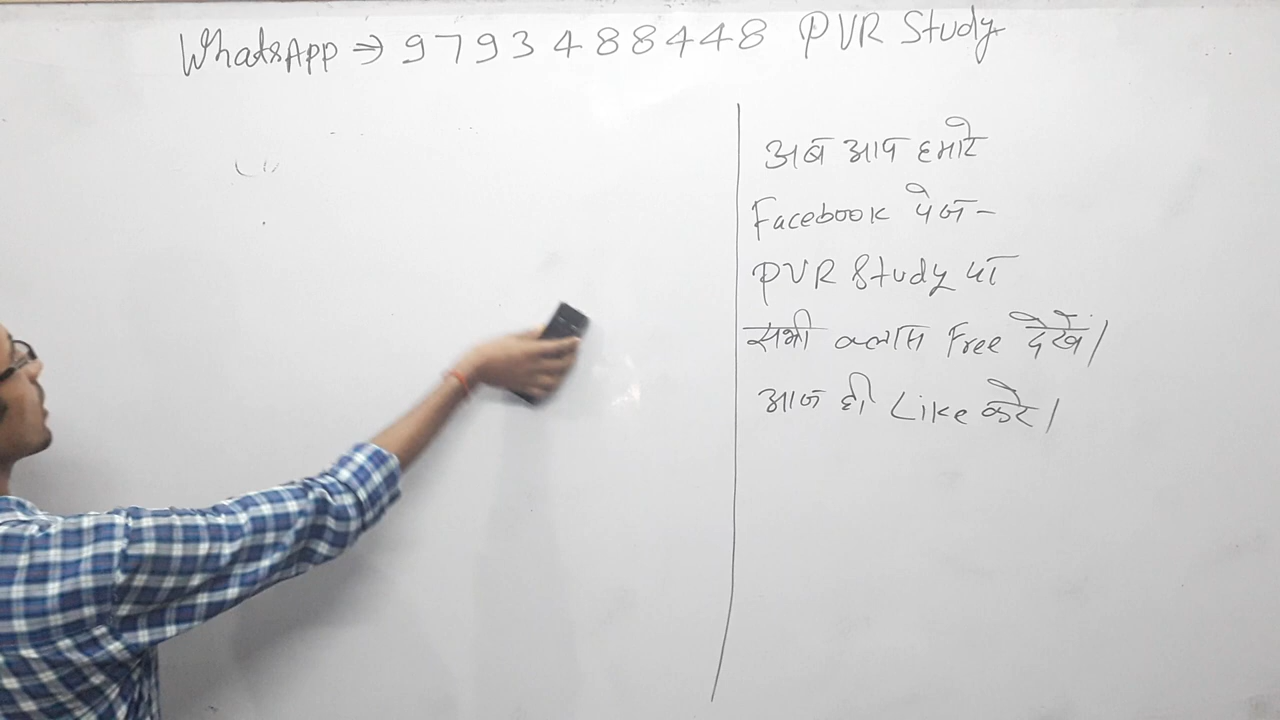 WhatsApp ⇒ 9793488448 PVR Study
अब आप हमारे
Facebook पेज-
PVR Study पर
सभी क्लास Free देखें।
आज ही Like करे।